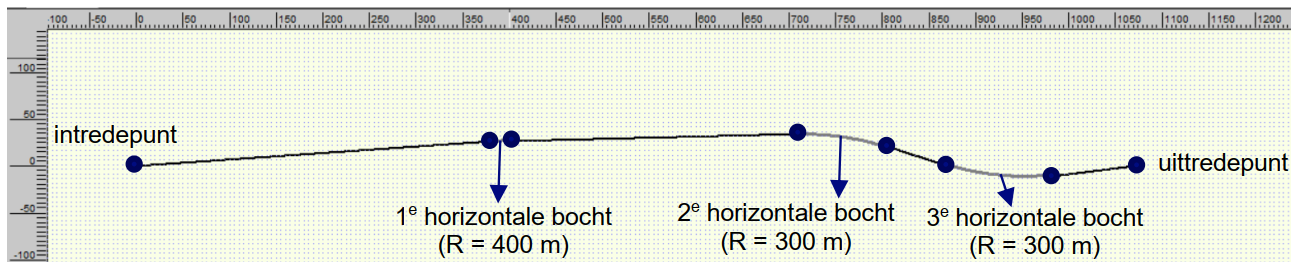 -100 -50 0 50 100 150 200 250 300 350 400 450 500 550 600 650 700 750 800 850 900 950 1000 1050 1100 1150 1200
100
50
intredepunt
0
uittredepunt
-50
1e horizontale bocht
(R = 400 m)
2e horizontale bocht
(R = 300 m)
3e horizontale bocht
(R = 300 m)
-100